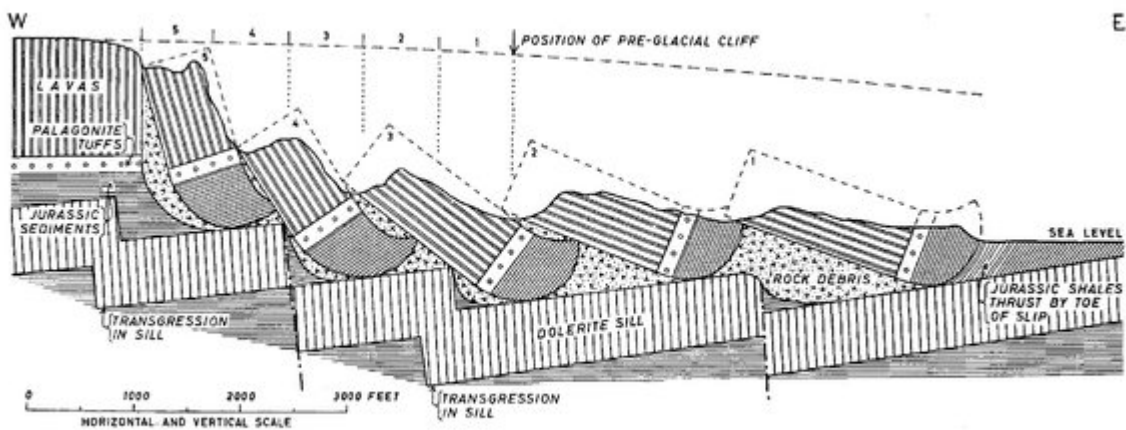 W
E
5 4 3 2 1 POSITION OF PRE-GLACIAL CLIFF
5
LAVAS
4
3
2
1
PALAGONITE
TUFFS
JURASSIC
SEDIMENTS
SEA LEVEL
ROCK DEBRIS
JURASSIC SHALES
THRUST BY TOE
OF SLIP
TRANSGRESSION
IN SILL
DOLERITE SILL
TRANSGRESSION
IN SILL
0 1000 2000 3000 FEET
HORIZONTAL AND VERTICAL SCALE